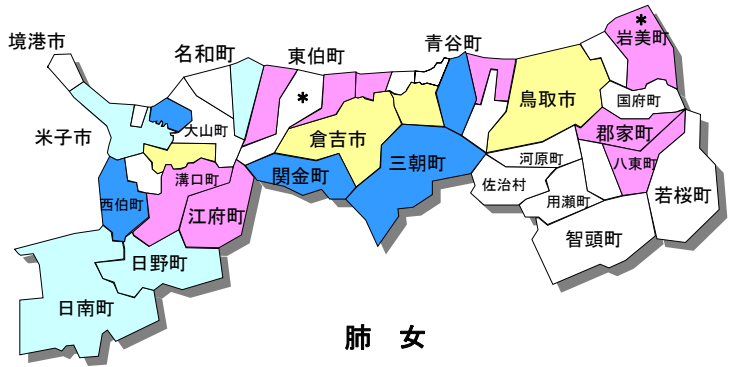 境港市
名和町
東伯町
青谷町
*
岩美町
米子市
大山町
*
倉吉市
鳥取市
国府町
郡家町
溝口町
関金町
三朝町
河原町
八東町
西伯町
江府町
佐治村
用瀬町
若桜町
日野町
智頭町
日南町
肺 女